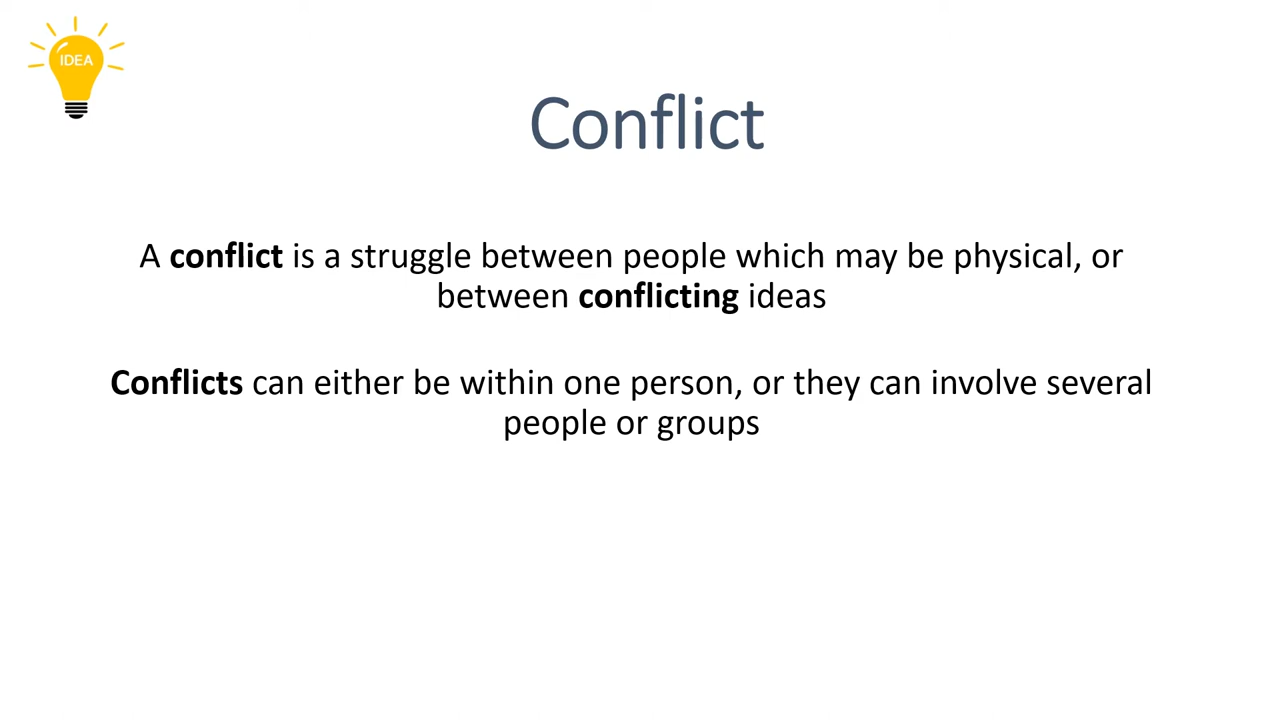 IDEA
Conflict
A conflict is a struggle between people which may be physical, or
between conflicting ideas
Conflicts can either be within one person, or they can involve several
people or groups